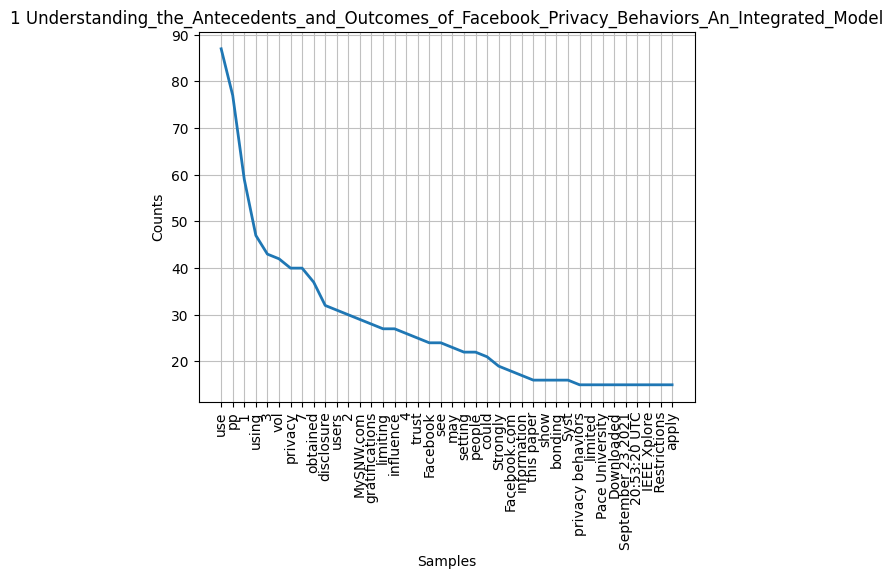 1 Understanding_the_Antecedents_and_Outcomes_of_Facebook_Privacy_Behaviors_An_Integrated_Model
90
80
70
60
50
40
30
20
Counts
use
pp
1
using
3
vol
privacy
7
obtained
disclosure
users
2
MySNW.com
gratifications
limiting
influence
4
trust
Facebook
see
may
setting
people
could
Strongly
Facebook.com
information
this paper
show
bonding
Syst
privacy behaviors
limited
Pace University
Downloaded
September 23,2021
20:53:20 UTC
IEEE Xplore
Restrictions
apply
Samples